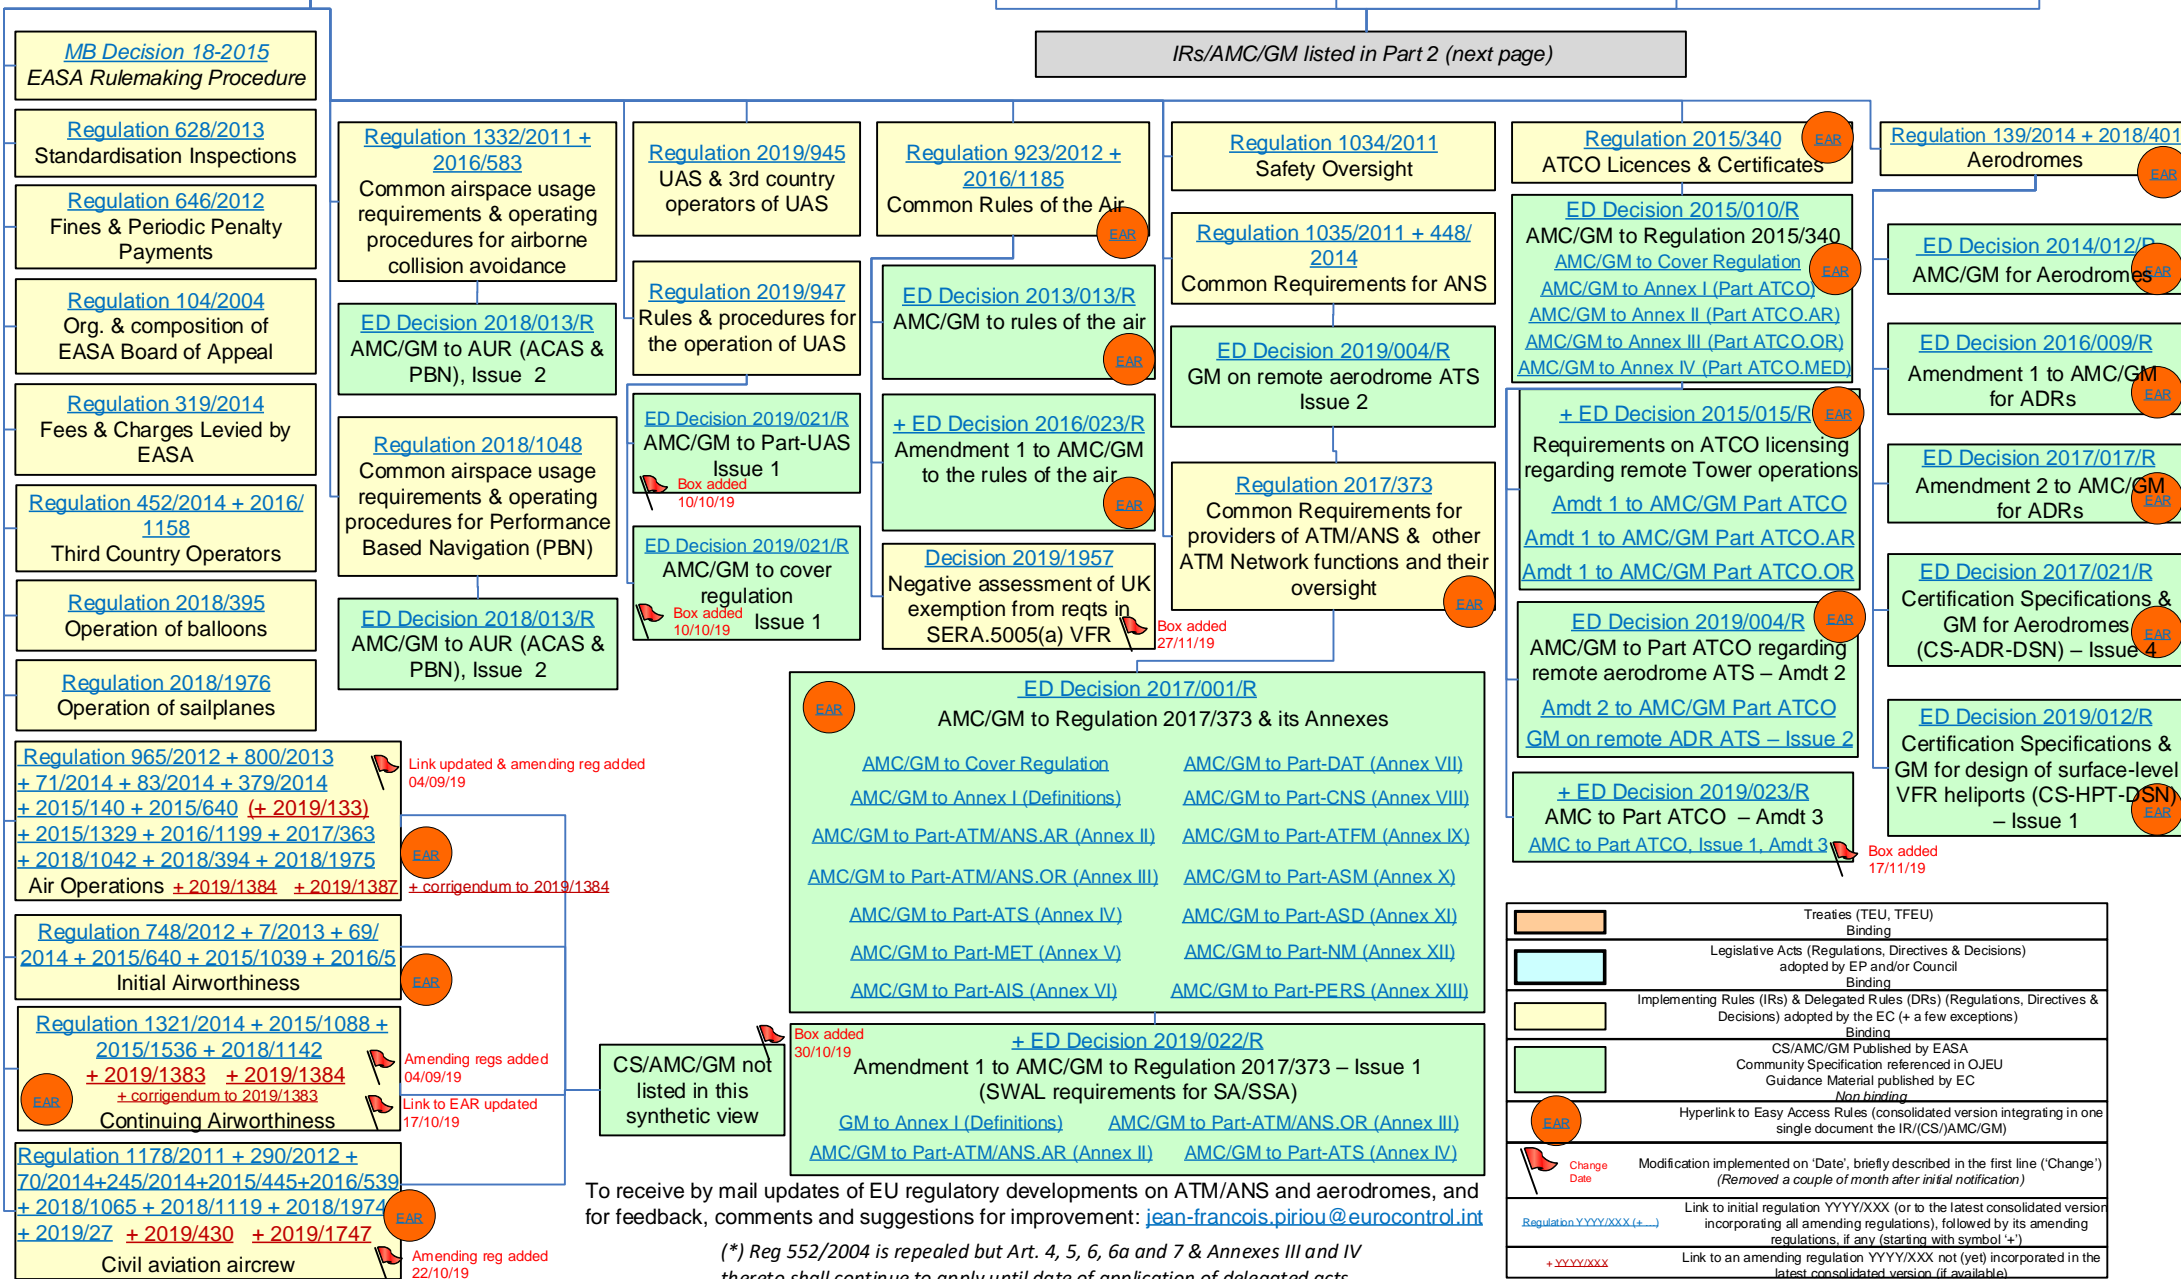 IRs/AMC/GM listed in Part 2 (next page)
MB Decision 18-2015
EASA Rulemaking Procedure
Regulation 628/2013
Standardisation Inspections
Regulation 646/2012
Fines & Periodic Penalty
Payments
Regulation 104/2004
Org. & composition of
EASA Board of Appeal
Regulation 319/2014
Fees & Charges Levied by
EASA
Regulation 452/2014 + 2016/
1158
Third Country Operators
Regulation 2018/395
Operation of balloons
Regulation 2018/1976
Operation of sailplanes
Regulation 965/2012 + 800/2013
+ 71/2014 + 83/2014 + 379/2014
+ 2015/140 + 2015/640 (+ 2019/133)
+ 2015/1329 + 2016/1199 + 2017/363
+ 2018/1042 + 2018/394 + 2018/1975
Air Operations + 2019/1384 + 2019/1387 + corrigendum to 2019/1384
Link updated & amending reg added
04/09/19
EAR
Regulation 748/2012 + 7/2013 + 69/
2014 + 2015/640 + 2015/1039 + 2016/5
Initial Airworthiness
EAR
Regulation 1321/2014 + 2015/1088 +
2015/1536 + 2018/1142
+ 2019/1383 + 2019/1384
+ corrigendum to 2019/1383
Continuing Airworthiness
EAR
Amending regs added
04/09/19
Link to EAR updated
17/10/19
Regulation 1178/2011 + 290/2012 +
70/2014+245/2014+2015/445+2016/539
+ 2018/1065 + 2018/1119 + 2018/1974
+ 2019/27 + 2019/430 + 2019/1747
Civil aviation aircrew
EAR
Amending reg added
22/10/19
Regulation 1332/2011 +
2016/583
Common airspace usage
requirements & operating
procedures for airborne
collision avoidance
ED Decision 2018/013/R
AMC/GM to AUR (ACAS &
PBN), Issue 2
Regulation 2018/1048
Common airspace usage
requirements & operating
procedures for Performance
Based Navigation (PBN)
ED Decision 2018/013/R
AMC/GM to AUR (ACAS &
PBN), Issue 2
Regulation 2019/945
UAS & 3rd country
operators of UAS
Regulation 2019/947
Rules & procedures for
the operation of UAS
ED Decision 2019/021/R
AMC/GM to Part-UAS
Issue 1
Box added
10/10/19
ED Decision 2019/021/R
AMC/GM to cover
regulation
Issue 1
Box added
10/10/19
Regulation 923/2012 +
2016/1185
Common Rules of the Air
EAR
ED Decision 2013/013/R
AMC/GM to rules of the air
EAR
+ ED Decision 2016/023/R
Amendment 1 to AMC/GM
to the rules of the air
EAR
Decision 2019/1957
Negative assessment of UK
exemption from reqts in
SERA.5005(a) VFR
Box added
27/11/19
Regulation 1034/2011
Safety Oversight
Regulation 1035/2011 + 448/
2014
Common Requirements for ANS
ED Decision 2019/004/R
GM on remote aerodrome ATS
Issue 2
Regulation 2017/373
Common Requirements for
providers of ATM/ANS & other
ATM Network functions and their
oversight
EAR
EAR
ED Decision 2017/001/R
AMC/GM to Regulation 2017/373 & its Annexes
AMC/GM to Cover Regulation
AMC/GM to Part-DAT (Annex VII)
AMC/GM to Annex I (Definitions)
AMC/GM to Part-CNS (Annex VIII)
AMC/GM to Part-ATM/ANS.AR (Annex II)
AMC/GM to Part-ATFM (Annex IX)
AMC/GM to Part-ATM/ANS.OR (Annex III)
AMC/GM to Part-ASM (Annex X)
AMC/GM to Part-ATS (Annex IV)
AMC/GM to Part-ASD (Annex XI)
AMC/GM to Part-MET (Annex V)
AMC/GM to Part-NM (Annex XII)
AMC/GM to Part-AIS (Annex VI)
AMC/GM to Part-PERS (Annex XIII)
Box added
30/10/19
+ ED Decision 2019/022/R
Amendment 1 to AMC/GM to Regulation 2017/373 – Issue 1
(SWAL requirements for SA/SSA)
GM to Annex I (Definitions)
AMC/GM to Part-ATM/ANS.OR (Annex III)
AMC/GM to Part-ATM/ANS.AR (Annex II)
AMC/GM to Part-ATS (Annex IV)
CS/AMC/GM not
listed in this
synthetic view
Regulation 2015/340
ATCO Licences & Certificates
EAR
ED Decision 2015/010/R
AMC/GM to Regulation 2015/340
AMC/GM to Cover Regulation
AMC/GM to Annex I (Part ATCO)
AMC/GM to Annex II (Part ATCO.AR)
AMC/GM to Annex III (Part ATCO.OR)
AMC/GM to Annex IV (Part ATCO.MED)
EAR
+ ED Decision 2015/015/R
Requirements on ATCO licensing
regarding remote Tower operations
Amdt 1 to AMC/GM Part ATCO
Amdt 1 to AMC/GM Part ATCO.AR
Amdt 1 to AMC/GM Part ATCO.OR
EAR
ED Decision 2019/004/R
AMC/GM to Part ATCO regarding
remote aerodrome ATS – Amdt 2
Amdt 2 to AMC/GM Part ATCO
GM on remote ADR ATS – Issue 2
EAR
+ ED Decision 2019/023/R
AMC to Part ATCO – Amdt 3
AMC to Part ATCO, Issue 1, Amdt 3
Box added
17/11/19
Regulation 139/2014 + 2018/401
Aerodromes
EAR
ED Decision 2014/012/R
AMC/GM for Aerodromes
EAR
ED Decision 2016/009/R
Amendment 1 to AMC/GM
for ADRs
EAR
ED Decision 2017/017/R
Amendment 2 to AMC/GM
for ADRs
EAR
ED Decision 2017/021/R
Certification Specifications &
GM for Aerodromes
(CS-ADR-DSN) – Issue 4
EAR
ED Decision 2019/012/R
Certification Specifications &
GM for design of surface-level
VFR heliports (CS-HPT-DSN)
– Issue 1
EAR
Treaties (TEU, TFEU)
Binding
Legislative Acts (Regulations, Directives & Decisions)
adopted by EP and/or Council
Binding
Implementing Rules (IRs) & Delegated Rules (DRs) (Regulations, Directives &
Decisions) adopted by the EC (+ a few exceptions)
Binding
CS/AMC/GM Published by EASA
Community Specification referenced in OJEU
Guidance Material published by EC
Non binding
EAR
Hyperlink to Easy Access Rules (consolidated version integrating in one
single document the IR/(CS/)AMC/GM)
Change
Date
Modification implemented on 'Date', briefly described in the first line ('Change')
(Removed a couple of month after initial notification)
Regulation YYYY/XXX (+ ...)
Link to initial regulation YYYY/XXX (or to the latest consolidated version
incorporating all amending regulations), followed by its amending
regulations, if any (starting with symbol '+')
+ YYYY/XXX
Link to an amending regulation YYYY/XXX not (yet) incorporated in the
latest consolidated version (if available)
To receive by mail updates of EU regulatory developments on ATM/ANS and aerodromes, and
for feedback, comments and suggestions for improvement: jean-francois.piriou@eurocontrol.int
(*) Reg 552/2004 is repealed but Art. 4, 5, 6, 6a and 7 & Annexes III and IV
thereto shall continue to apply until date of application of delegated acts